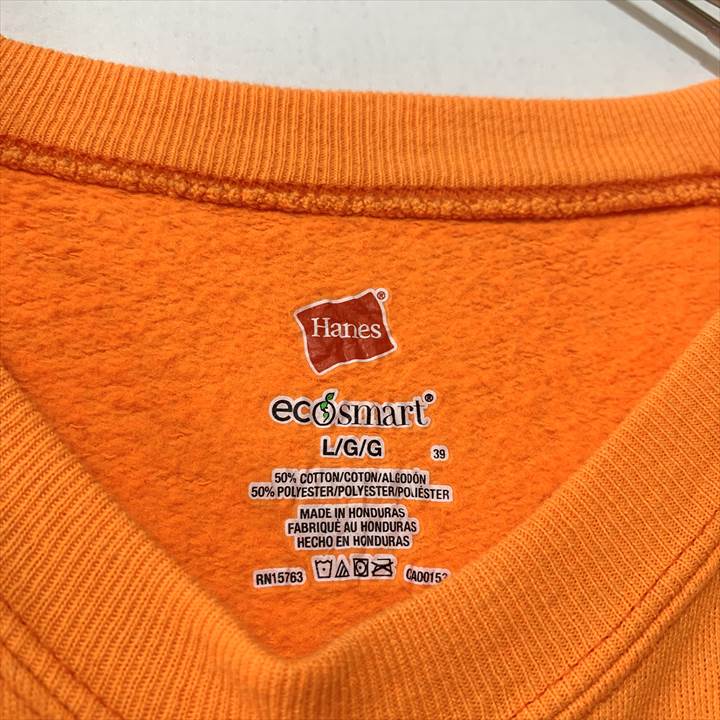 Hanes®
ecosmart®
L/G/G 39
50% COTTON/COTON/ALGODÓN
50% POLYESTER/POLYESTER/POLIÉSTER
MADE IN HONDURAS
FABRIQUÉ AU HONDURAS
HECHO EN HONDURAS
RN15763